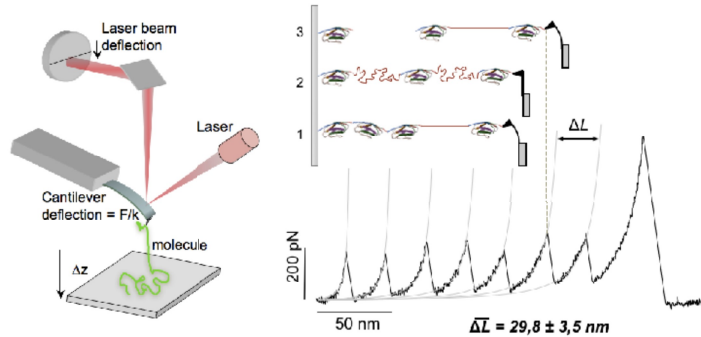 Laser beam
deflection
Laser
Cantilever
deflection = F/k
molecule
Δz
3
2
1
ΔL
200 pN
50 nm
ΔL = 29,8 ± 3,5 nm